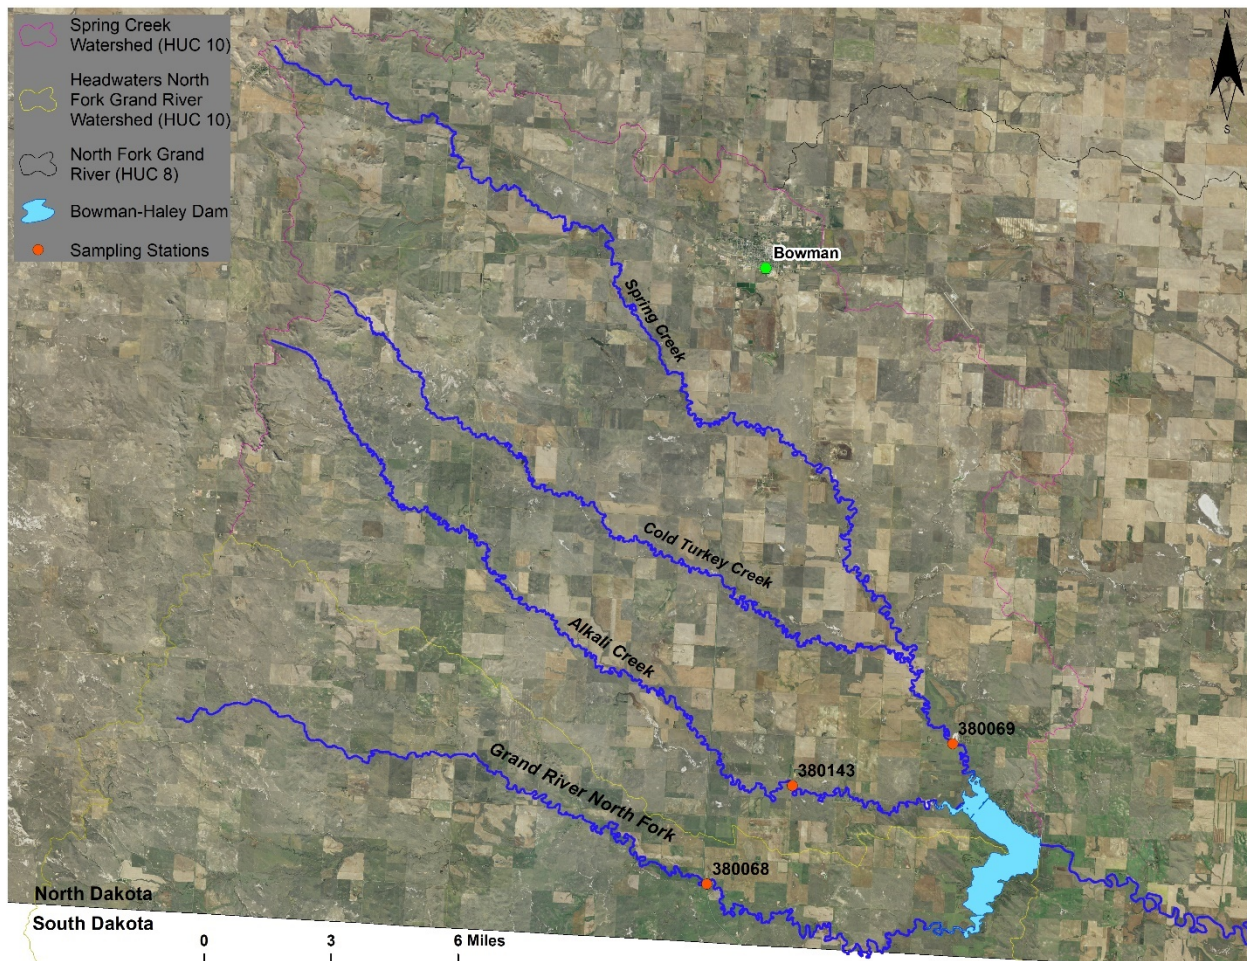 Spring Creek
Watershed (HUC 10)
Headwaters North
Fork Grand River
Watershed (HUC 10)
North Fork Grand
River (HUC 8)
Bowman-Haley Dam
Sampling Stations
N
S
Bowman
Spring Creek
Cold Turkey Creek
Alkali Creek
Grand River North Fork
380069
380143
380068
North Dakota
South Dakota
0 3 6 Miles